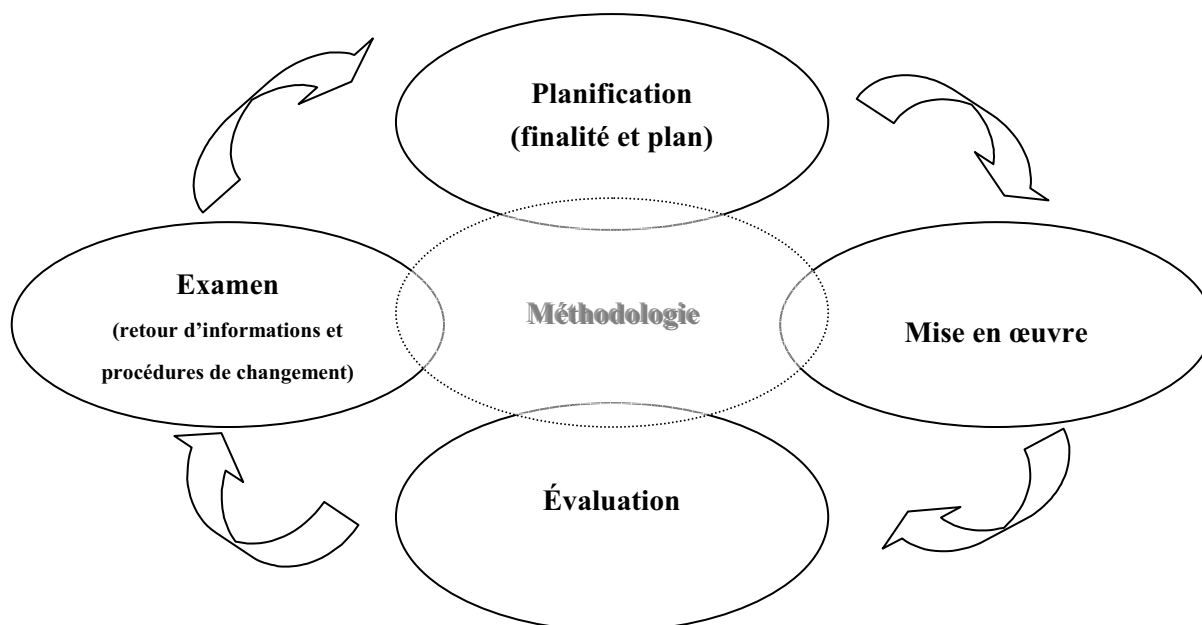 Planification
(finalité et plan)
Examen
(retour d’informations et
procédures de changement)
Méthodologie
Mise en œuvre
Évaluation